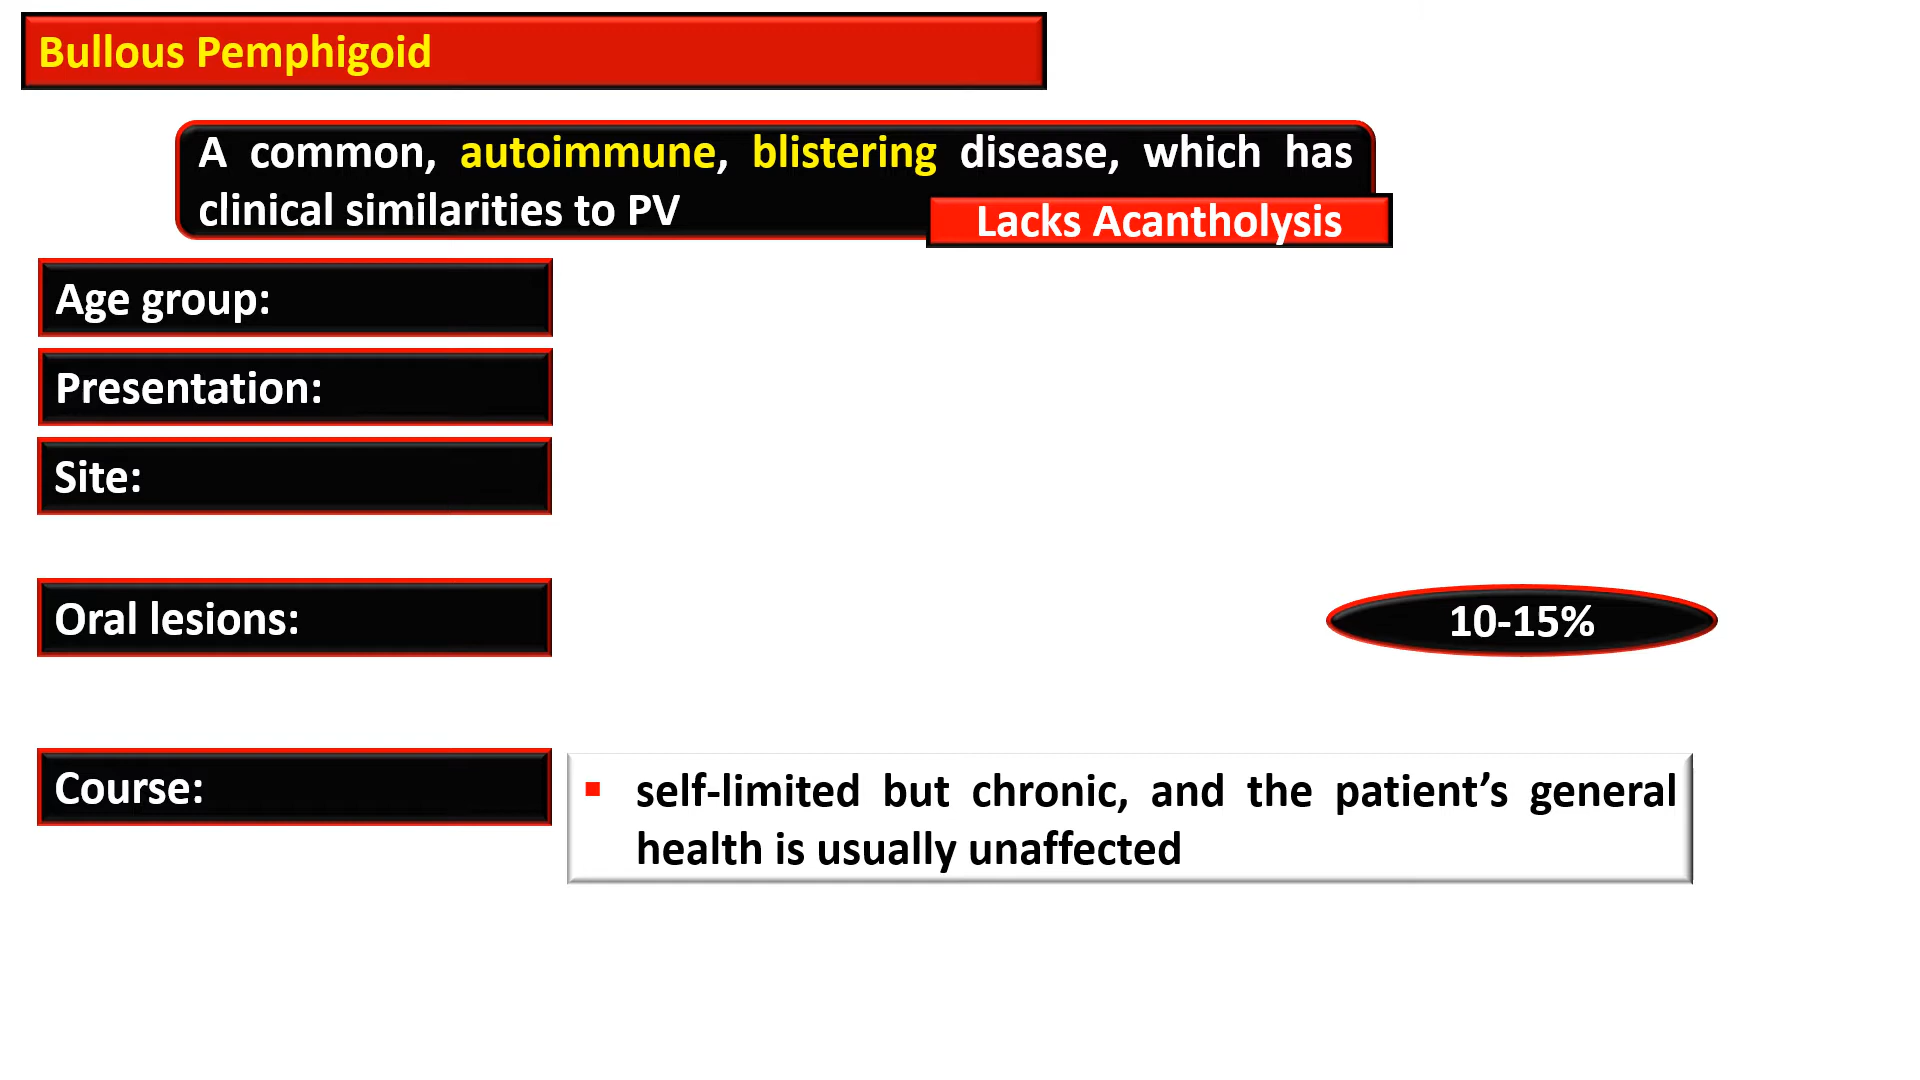 Bullous Pemphigoid
A common, autoimmune, blistering disease, which has
clinical similarities to PV
Lacks Acantholysis
Age group:
Presentation:
Site:
Oral lesions:
10-15%
Course:
▪ self-limited but chronic, and the patient’s general
health is usually unaffected